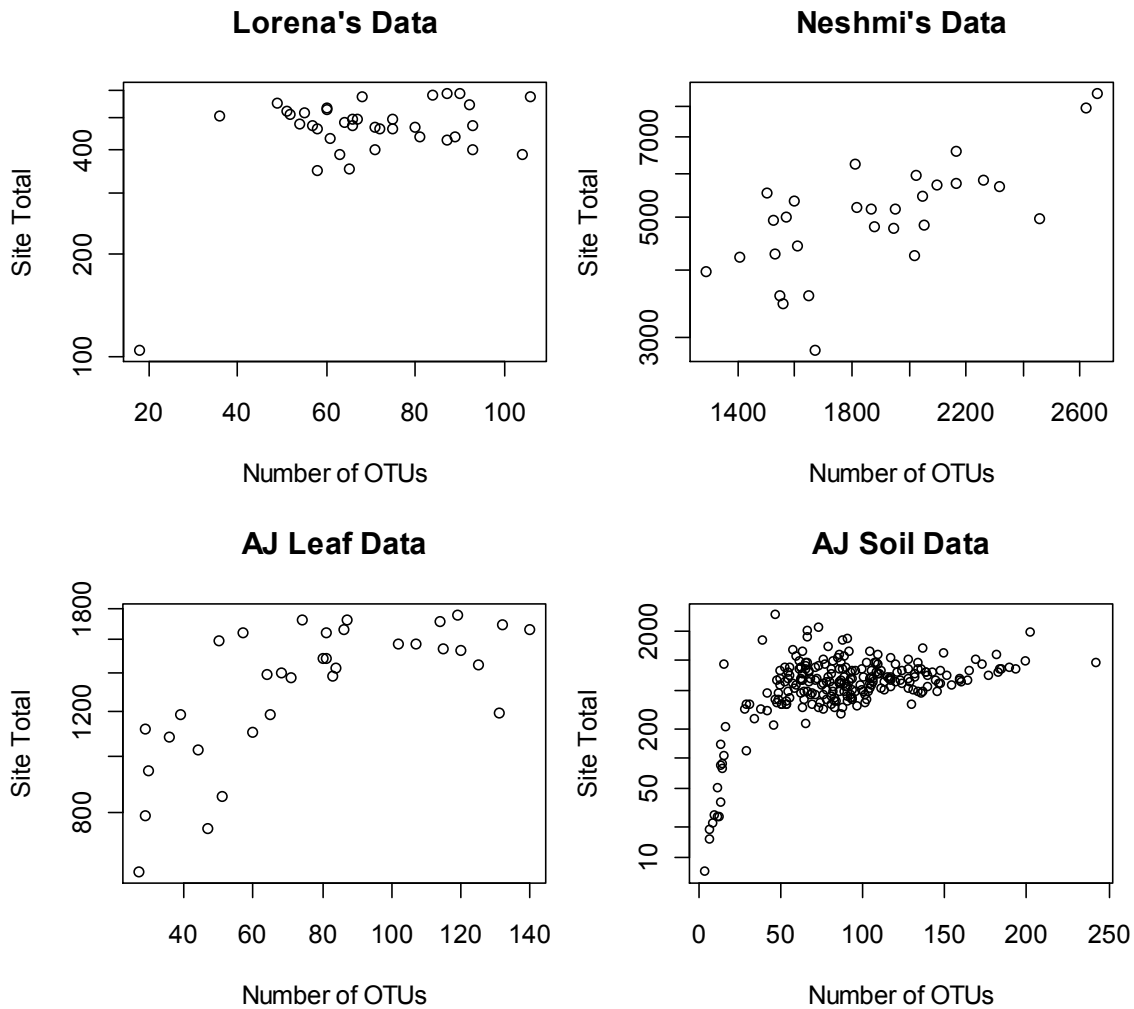 Lorena's Data
Site Total
400
200
100
20 40 60 80 100
Number of OTUs
Neshmi's Data
Site Total
7000
5000
3000
1400 1800 2200 2600
Number of OTUs
AJ Leaf Data
Site Total
1800
1200
800
40 60 80 100 120 140
Number of OTUs
AJ Soil Data
Site Total
2000
200
50
10
0 50 100 150 200 250
Number of OTUs